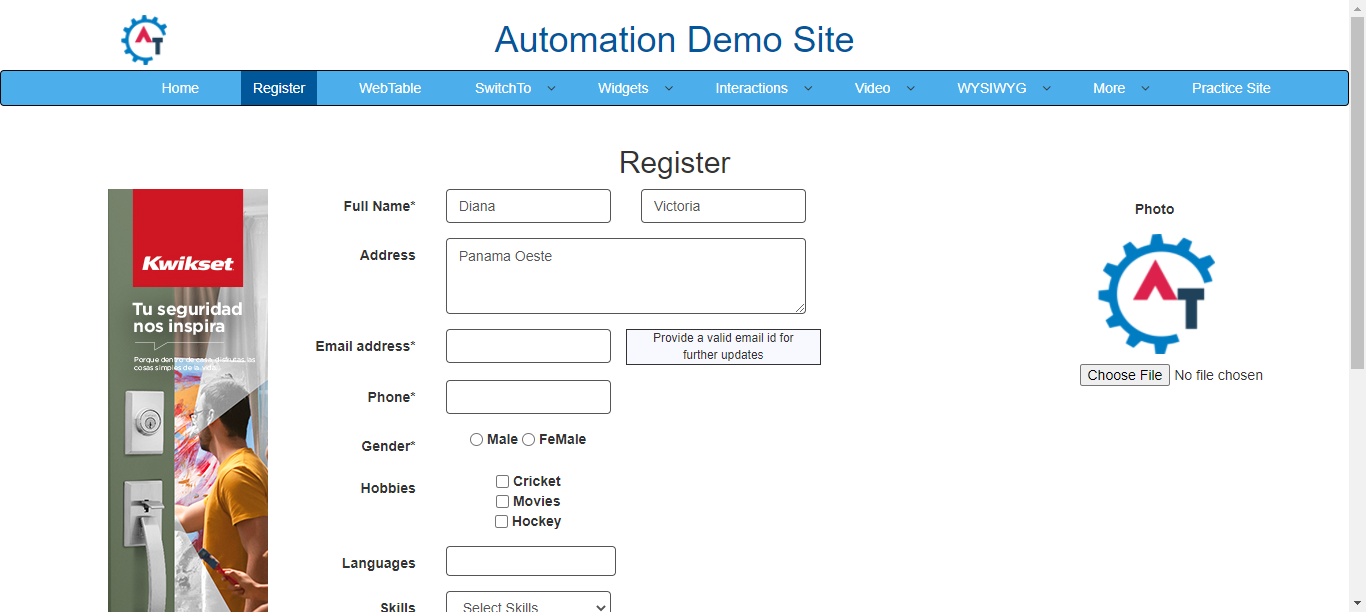 AT
Automation Demo Site
Home Register WebTable SwitchTo Widgets Interactions Video WYSIWYG More Practice Site
Register
Kwikset
Tu seguridad
nos inspira
Porque dentro de casa, disfrutas las
cosas simples de la vida.
Full Name* Diana Victoria
Address Panama Oeste
Email address*
Provide a valid email id for
further updates
Phone*
Gender* Male FeMale
Hobbies Cricket
Movies
Hockey
Languages
Skills Select Skills
Photo
AT
Choose File No file chosen